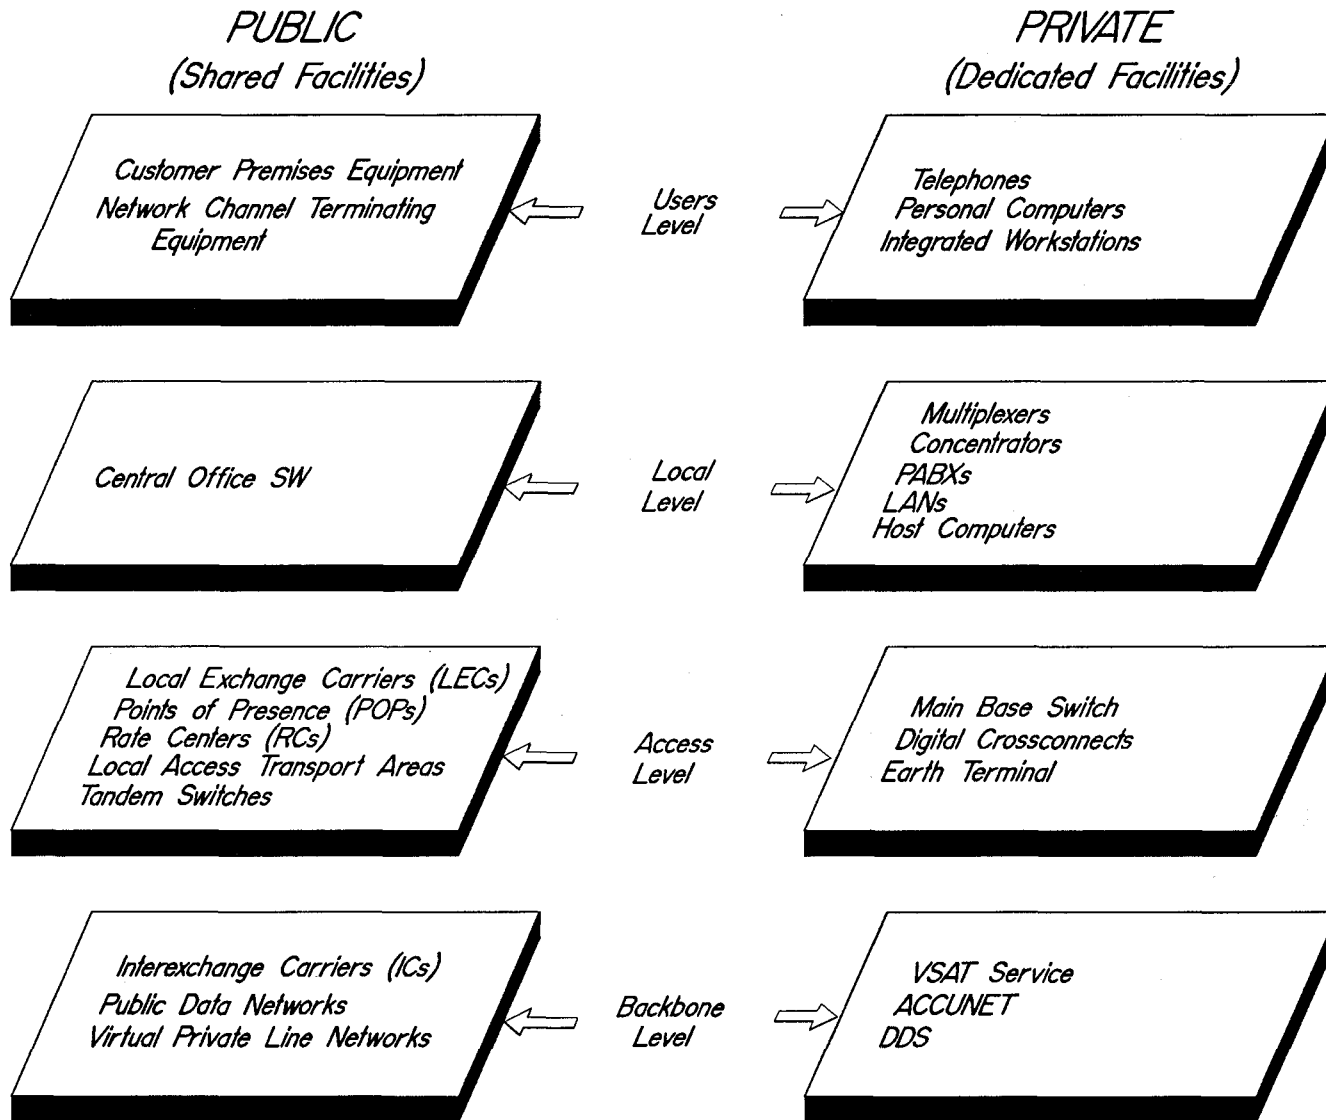 PUBLIC
(Shared Facilities)
PRIVATE
(Dedicated Facilities)
Customer Premises Equipment
Network Channel Terminating
Equipment
Users
Level
Telephones
Personal Computers
Integrated Workstations
Central Office SW
Local
Level
Multiplexers
Concentrators
PABXs
LANs
Host Computers
Local Exchange Carriers (LECs)
Points of Presence (POPs)
Rate Centers (RCs)
Local Access Transport Areas
Tandem Switches
Access
Level
Main Base Switch
Digital Crossconnects
Earth Terminal
Interexchange Carriers (ICs)
Public Data Networks
Virtual Private Line Networks
Backbone
Level
VSAT Service
ACCUNET
DDS